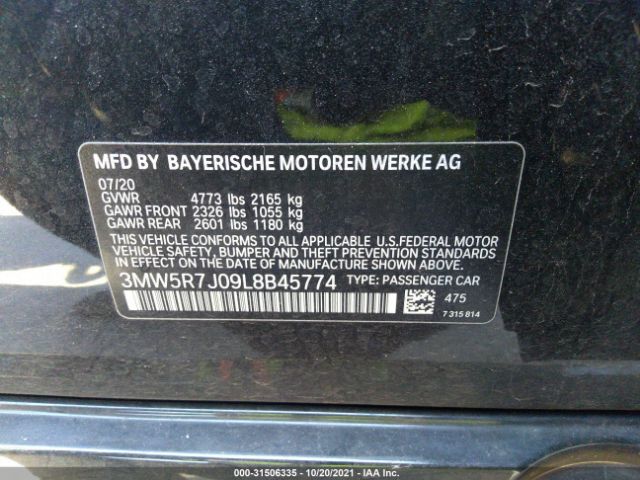 MFD BY BAYERISCHE MOTOREN WERKE AG
07/20
GVWR 4773 lbs 2165 kg
GAWR FRONT 2326 lbs 1055 kg
GAWR REAR 2601 lbs 1180 kg
THIS VEHICLE CONFORMS TO ALL APPLICABLE U.S.FEDERAL MOTOR
VEHICLE SAFETY, BUMPER AND THEFT PREVENTION STANDARDS
IN EFFECT ON THE DATE OF MANUFACTURE SHOWN ABOVE.
3MW5R7J09L8B45774 TYPE: PASSENGER CAR
475
7 315 814
000-31506335 - 10/20/2021 - IAA Inc.